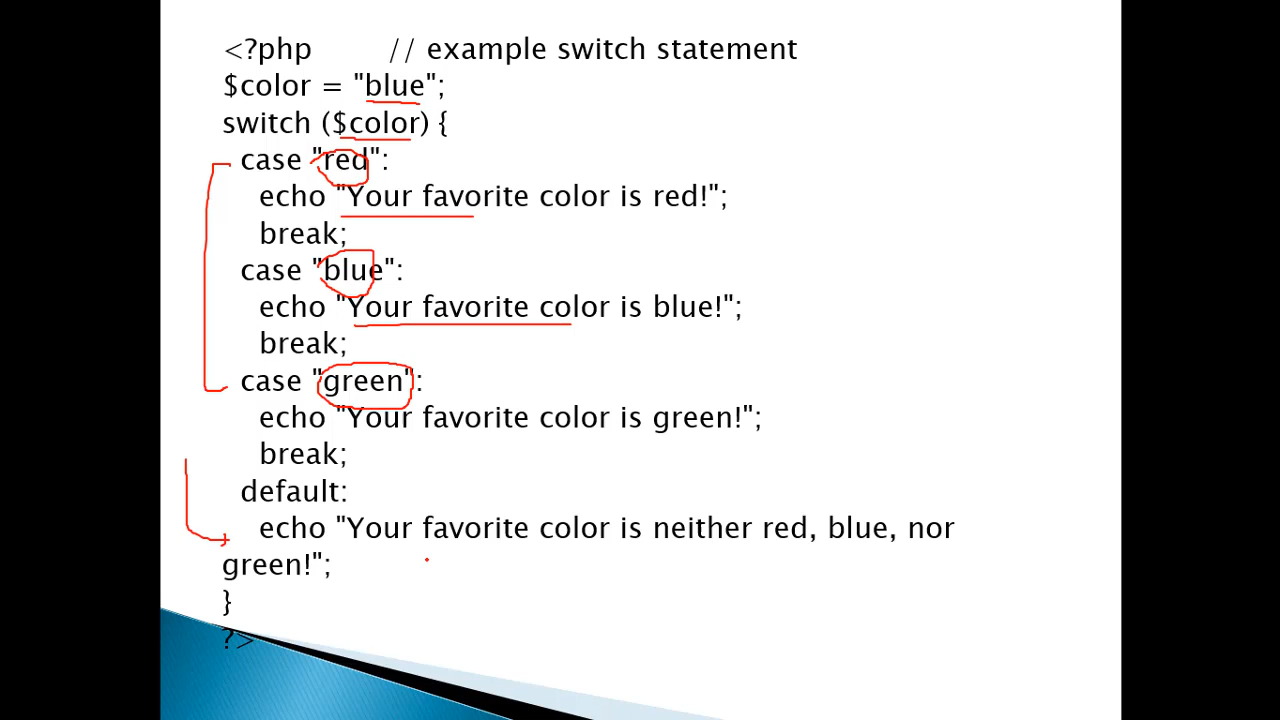 <?php // example switch statement
$color = "blue";
switch ($color) {
case "red":
echo "Your favorite color is red!";
break;
case "blue":
echo "Your favorite color is blue!";
break;
case "green":
echo "Your favorite color is green!";
break;
default:
echo "Your favorite color is neither red, blue, nor
green!";
}
?>